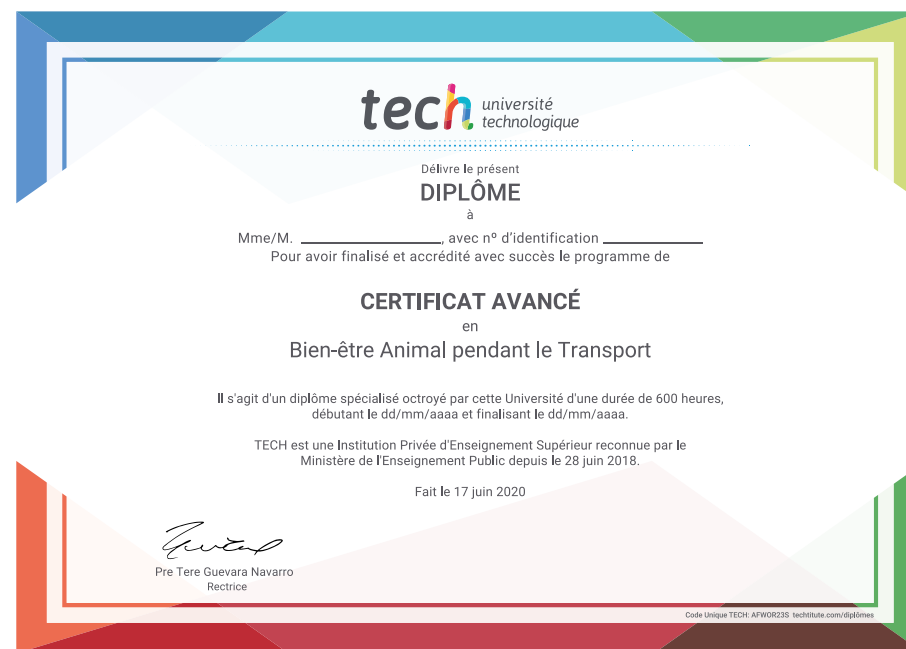 tech université
technologique
Délivre le présent
DIPLÔME
à
Mme/M. ____________________, avec nº d'identification ______________
Pour avoir finalisé et accrédité avec succès le programme de
CERTIFICAT AVANCÉ
en
Bien-être Animal pendant le Transport
Il s'agit d'un diplôme spécialisé octroyé par cette Université d'une durée de 600 heures,
débutant le dd/mm/aaaa et finalisant le dd/mm/aaaa.
TECH est une Institution Privée d'Enseignement Supérieur reconnue par le
Ministère de l'Enseignement Public depuis le 28 juin 2018.
Fait le 17 juin 2020
Pre Tere Guevara Navarro
Rectrice
Code Unique TECH: AFWOR23S techtitute.com/diplômes